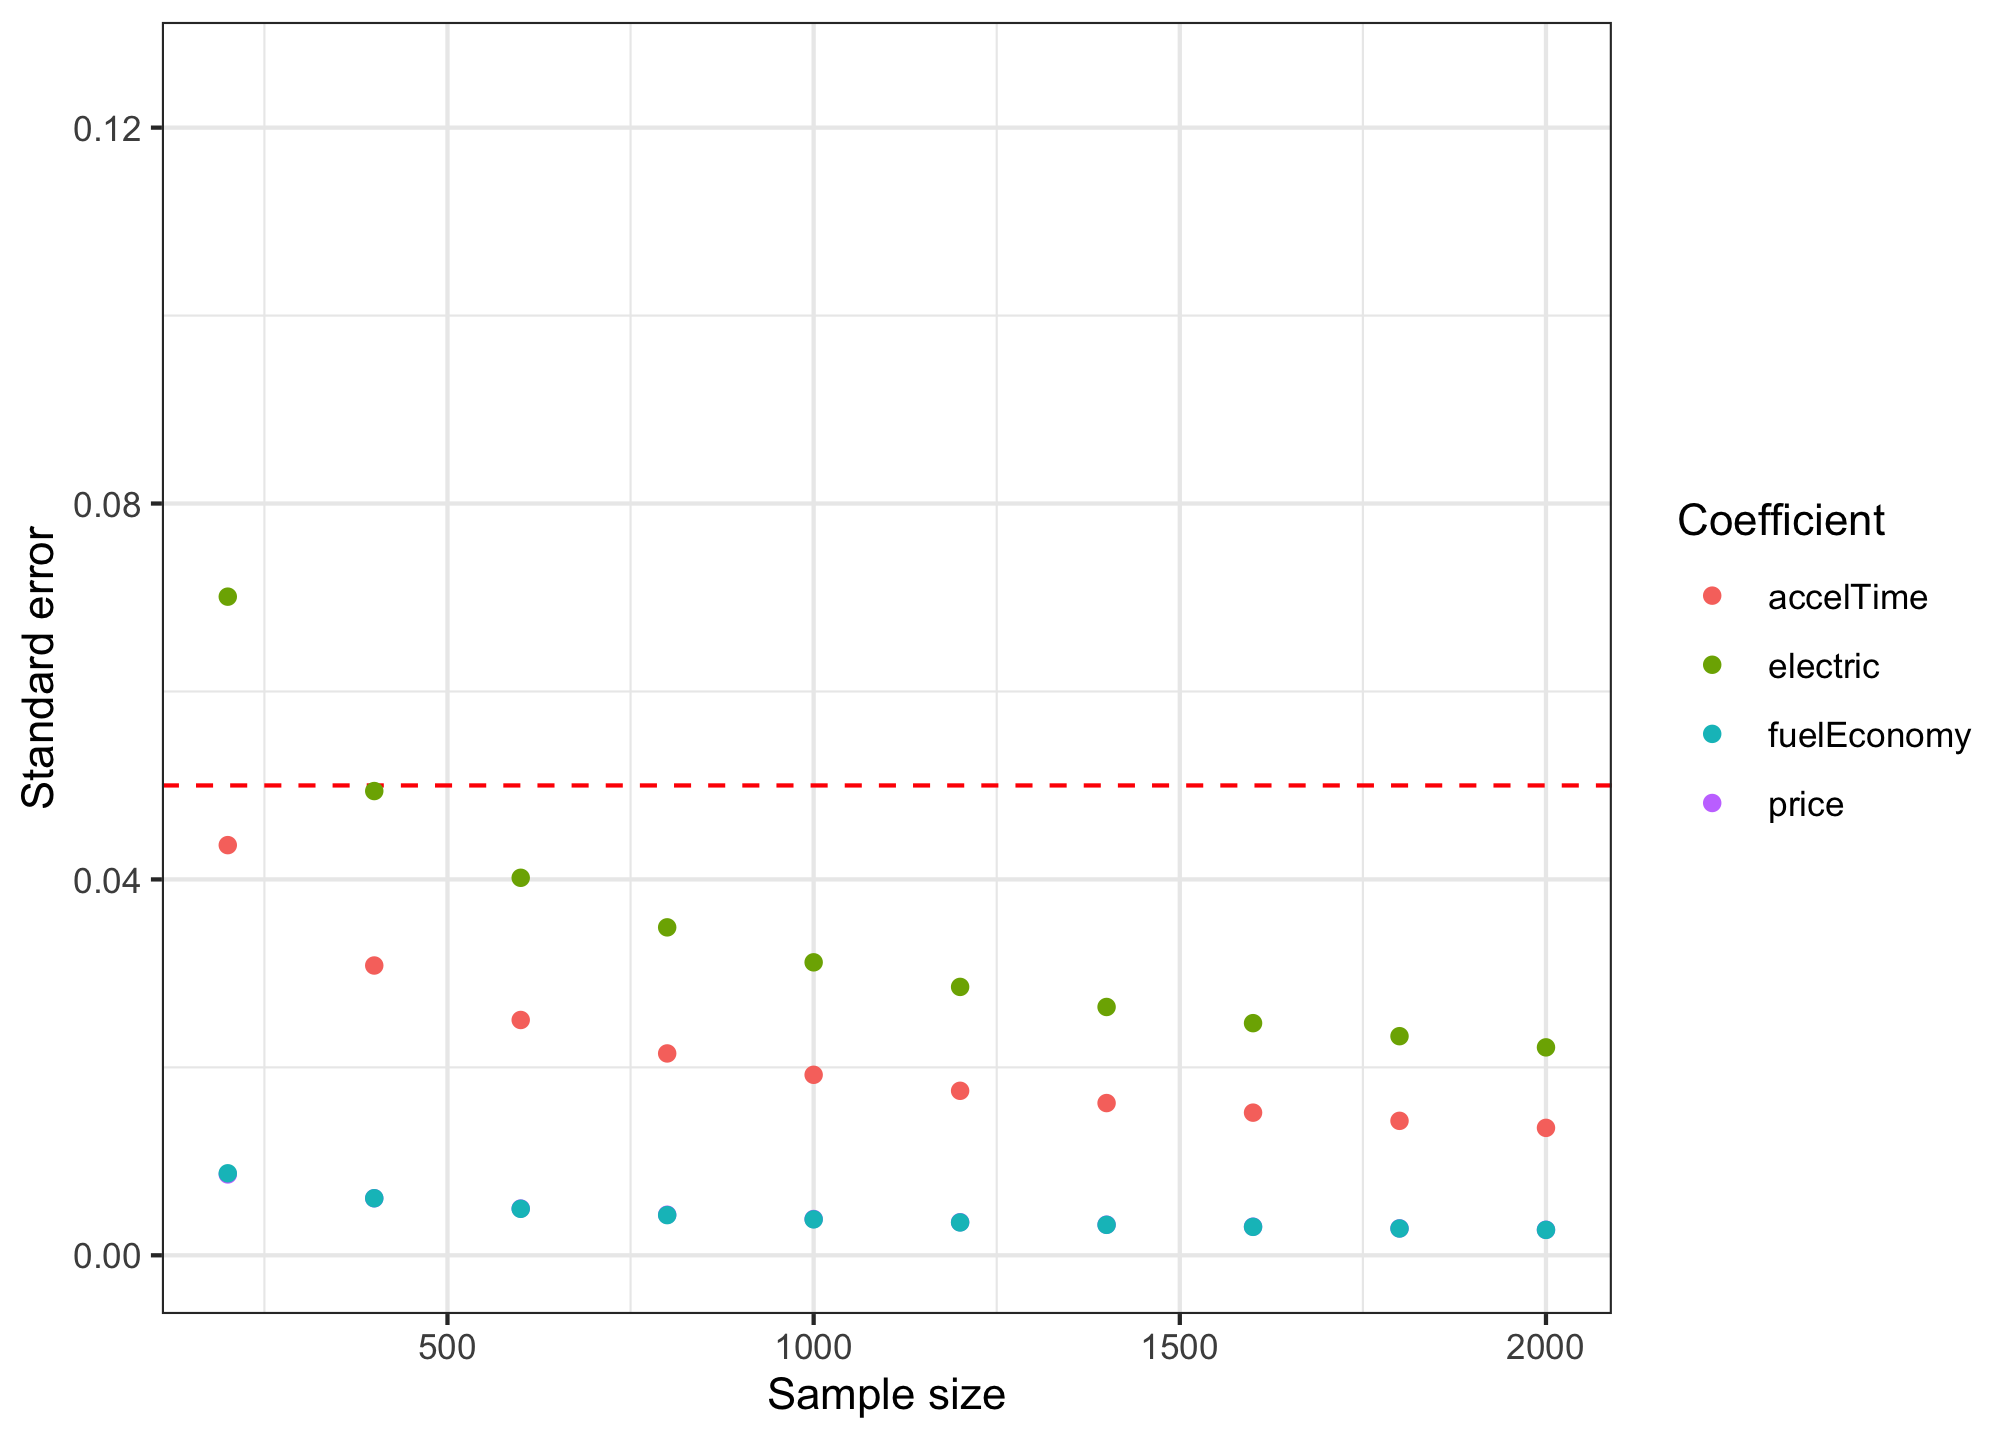 0.12
0.08
0.04
0.00
Standard error
500 1000 1500 2000
Sample size
Coefficient
accelTime
electric
fuelEconomy
price